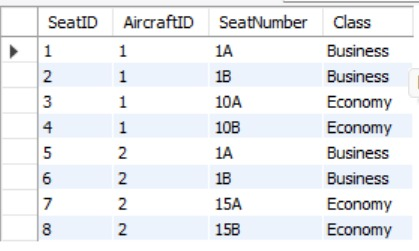 SeatID AircraftID SeatNumber Class
1 1 1A Business
2 1 1B Business
3 1 10A Economy
4 1 10B Economy
5 2 1A Business
6 2 1B Business
7 2 15A Economy
8 2 15B Economy